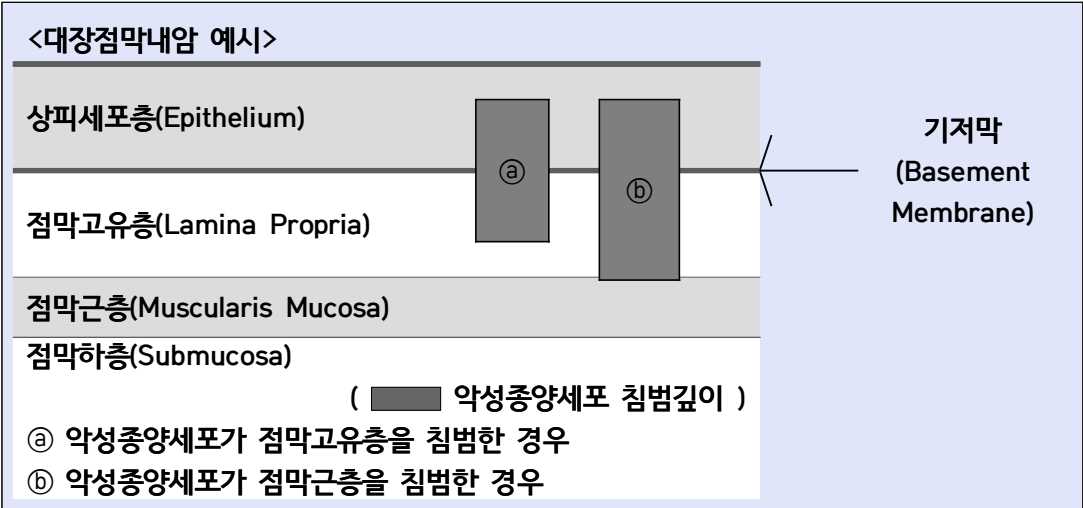 <대장점막내암 예시>
상피세포층(Epithelium)
ⓐ
ⓑ
기저막
(Basement
Membrane)
점막고유층(Lamina Propria)
점막근층(Muscularis Mucosa)
점막하층(Submucosa)
( 악성종양세포 침범깊이 )
ⓐ 악성종양세포가 점막고유층을 침범한 경우
ⓑ 악성종양세포가 점막근층을 침범한 경우